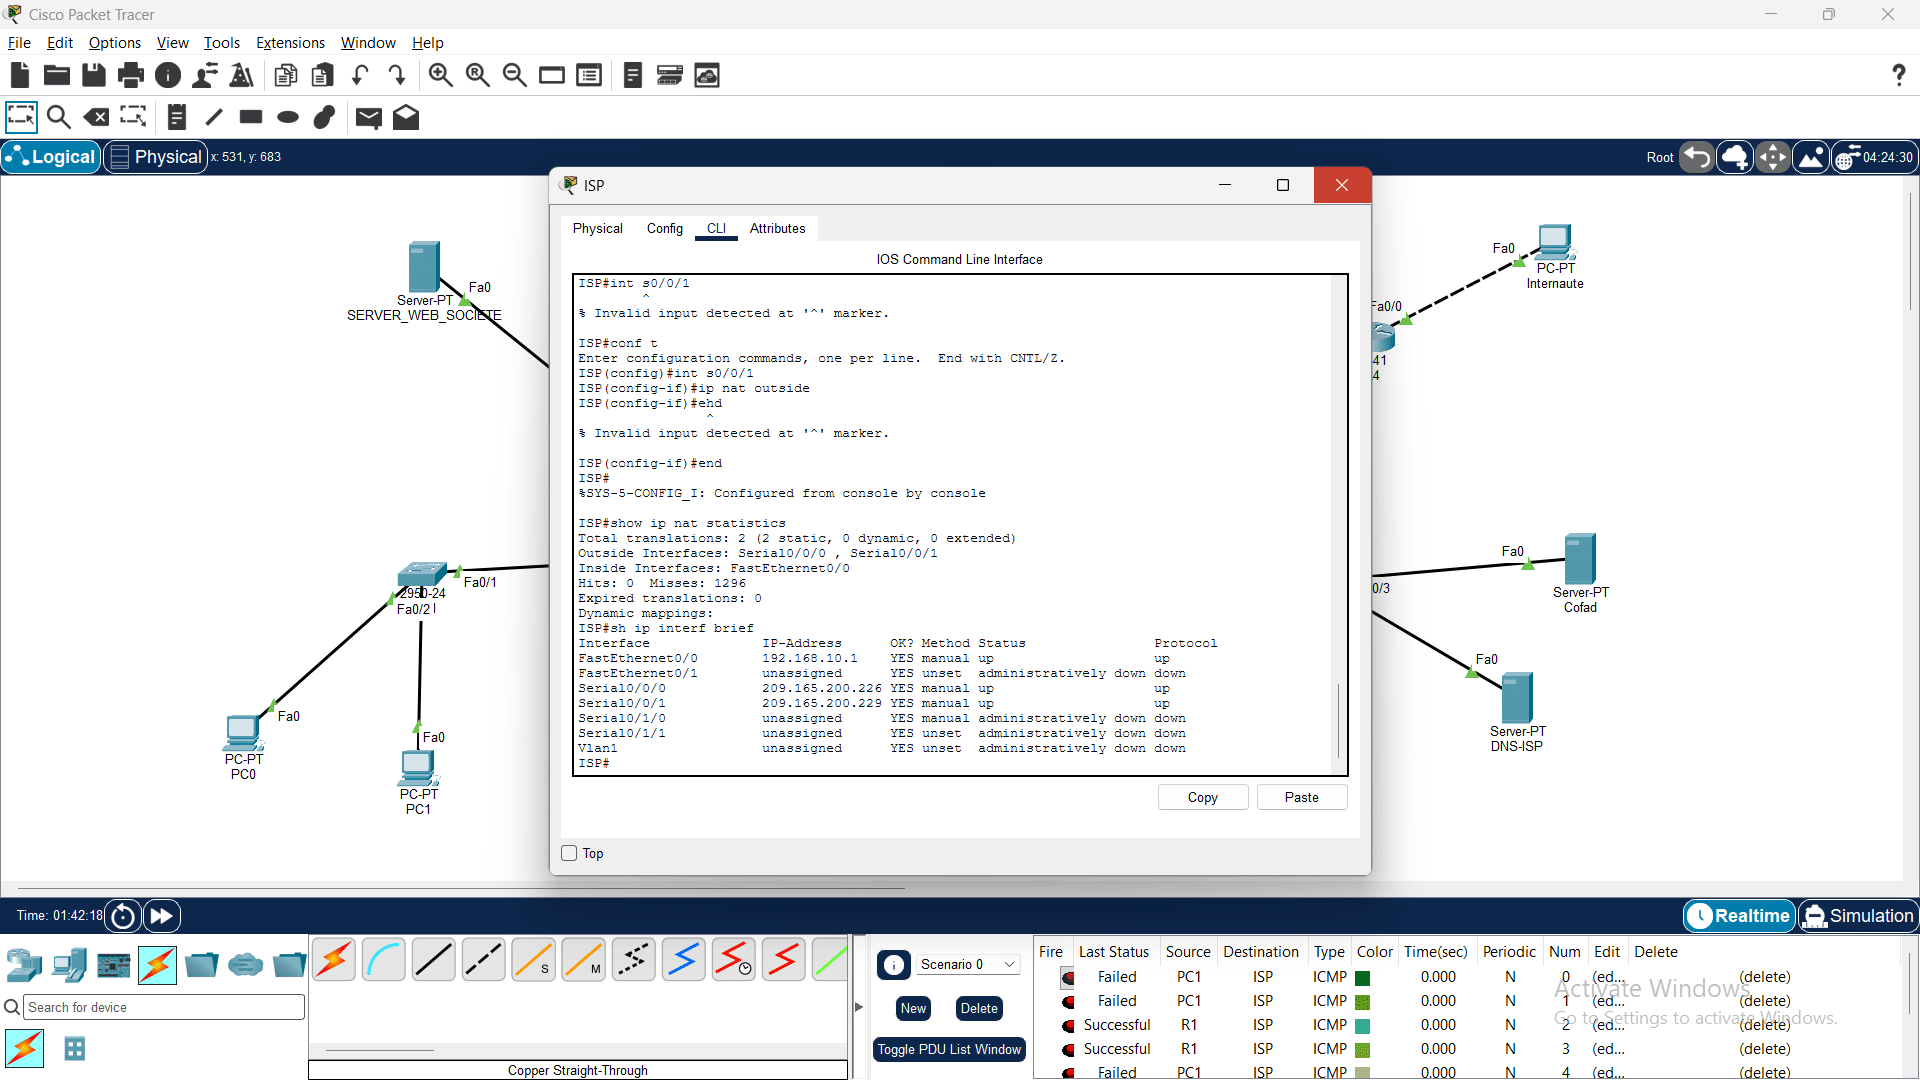 Cisco Packet Tracer
File Edit Options View Tools Extensions Window Help
Logical Physical x: 531, y: 683
Root 04:24:30
ISP
Physical Config CLI Attributes
IOS Command Line Interface
ISP#int s0/0/1
^
% Invalid input detected at '^' marker.
ISP#conf t
Enter configuration commands, one per line. End with CNTL/Z.
ISP(config)#int s0/0/1
ISP(config-if)#ip nat outside
ISP(config-if)#ehd
^
% Invalid input detected at '^' marker.
ISP(config-if)#end
ISP#
%SYS-5-CONFIG_I: Configured from console by console
ISP#show ip nat statistics
Total translations: 2 (2 static, 0 dynamic, 0 extended)
Outside Interfaces: Serial0/0/0 , Serial0/0/1
Inside Interfaces: FastEthernet0/0
Hits: 0 Misses: 1296
Expired translations: 0
Dynamic mappings:
ISP#sh ip interf brief
Interface IP-Address OK? Method Status Protocol
FastEthernet0/0 192.168.10.1 YES manual up up
FastEthernet0/1 unassigned YES unset administratively down down
Serial0/0/0 209.165.200.226 YES manual up up
Serial0/0/1 209.165.200.229 YES manual up up
Serial0/1/0 unassigned YES manual administratively down down
Serial0/1/1 unassigned YES unset administratively down down
Vlan1 unassigned YES unset administratively down down
ISP#
Copy Paste
Top
Fa0
Server-PT
SERVER_WEB_SOCIETE
Fa0/1
2950-24
Fa0/2
Fa0
PC-PT
PC0
Fa0
PC-PT
PC1
Fa0
PC-PT
Internaute
Fa0/0
41
4
Fa0
0/3
Server-PT
Cofad
Fa0
Server-PT
DNS-ISP
Time: 01:42:18
Realtime Simulation
Search for device
S M
Copper Straight-Through
Scenario 0
New Delete
Toggle PDU List Window
Fire Last Status Source Destination Type Color Time(sec) Periodic Num Edit Delete
Failed PC1 ISP ICMP 0.000 N 0 (ed... (delete)
Failed PC1 ISP ICMP 0.000 N 1 (ed... (delete)
Successful R1 ISP ICMP 0.000 N 2 (ed... (delete)
Successful R1 ISP ICMP 0.000 N 3 (ed... (delete)
Failed PC1 ISP ICMP 0.000 N 4 (ed... (delete)
Activate Windows
Go to Settings to activate Windows.